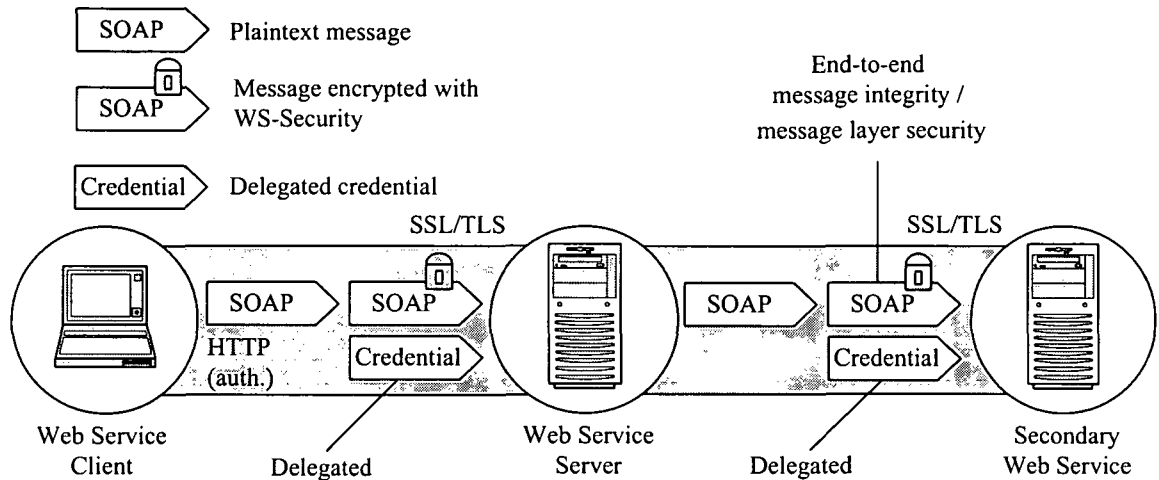 SOAP Plaintext message
SOAP Message encrypted with
WS-Security
Credential Delegated credential
End-to-end
message integrity /
message layer security
SSL/TLS
SSL/TLS
SOAP
SOAP
SOAP
SOAP
HTTP
(auth.)
Credential
Credential
Web Service
Client
Delegated
Web Service
Server
Delegated
Secondary
Web Service